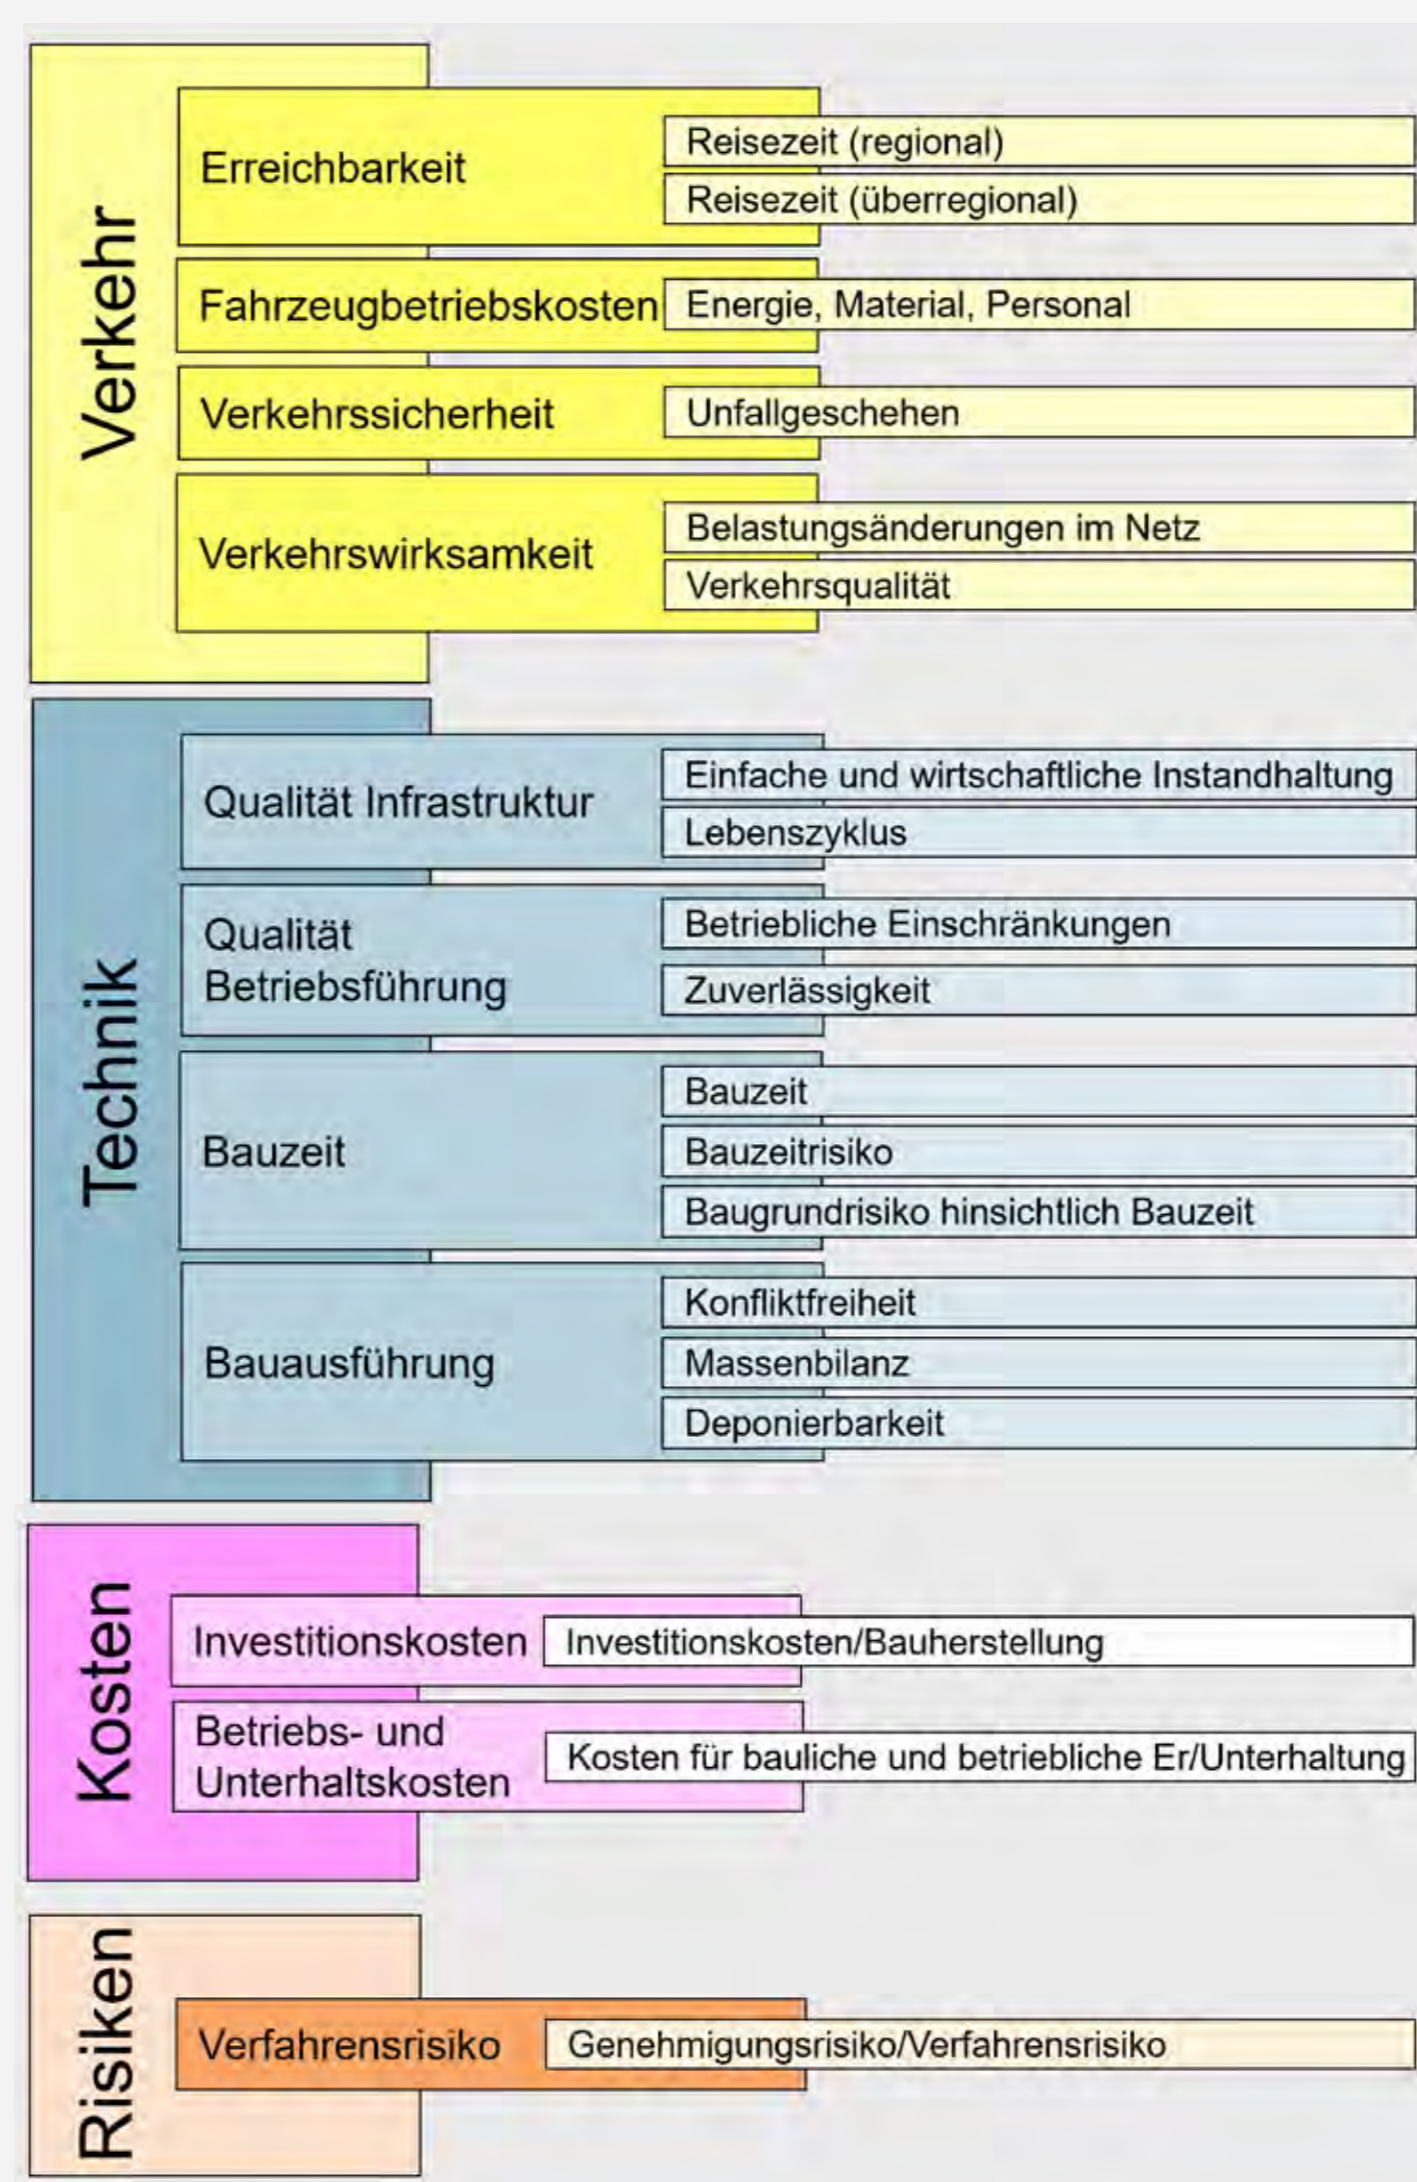 Verkehr
Erreichbarkeit
Reisezeit (regional)
Reisezeit (überregional)
Fahrzeugbetriebskosten
Energie, Material, Personal
Verkehrssicherheit
Unfallgeschehen
Verkehrswirksamkeit
Belastungsänderungen im Netz
Verkehrsqualität
Technik
Qualität Infrastruktur
Einfache und wirtschaftliche Instandhaltung
Lebenszyklus
Qualität
Betriebsführung
Betriebliche Einschränkungen
Zuverlässigkeit
Bauzeit
Bauzeit
Bauzeitrisiko
Baugrundrisiko hinsichtlich Bauzeit
Bauausführung
Konfliktfreiheit
Massenbilanz
Deponierbarkeit
Kosten
Investitionskosten
Investitionskosten/Bauherstellung
Betriebs- und
Unterhaltskosten
Kosten für bauliche und betriebliche Er/Unterhaltung
Risiken
Verfahrensrisiko
Genehmigungsrisiko/Verfahrensrisiko